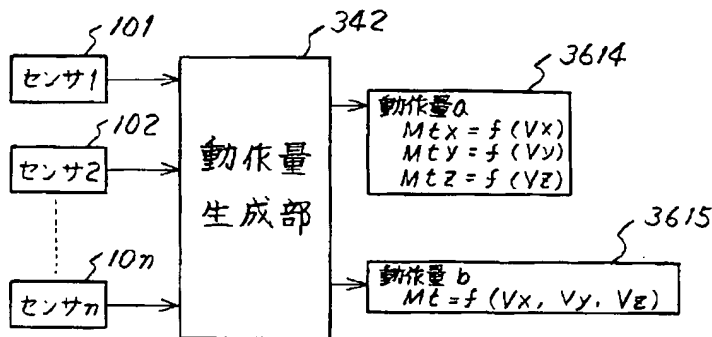 101
センサ1
102
センサ2
10n
センサn
342
動作量
生成部
3614
動作量a
Mtx=f(Vx)
Mty=f(Vy)
Mtz=f(Vz)
3615
動作量b
Mt=f(Vx, Vy, Vz)